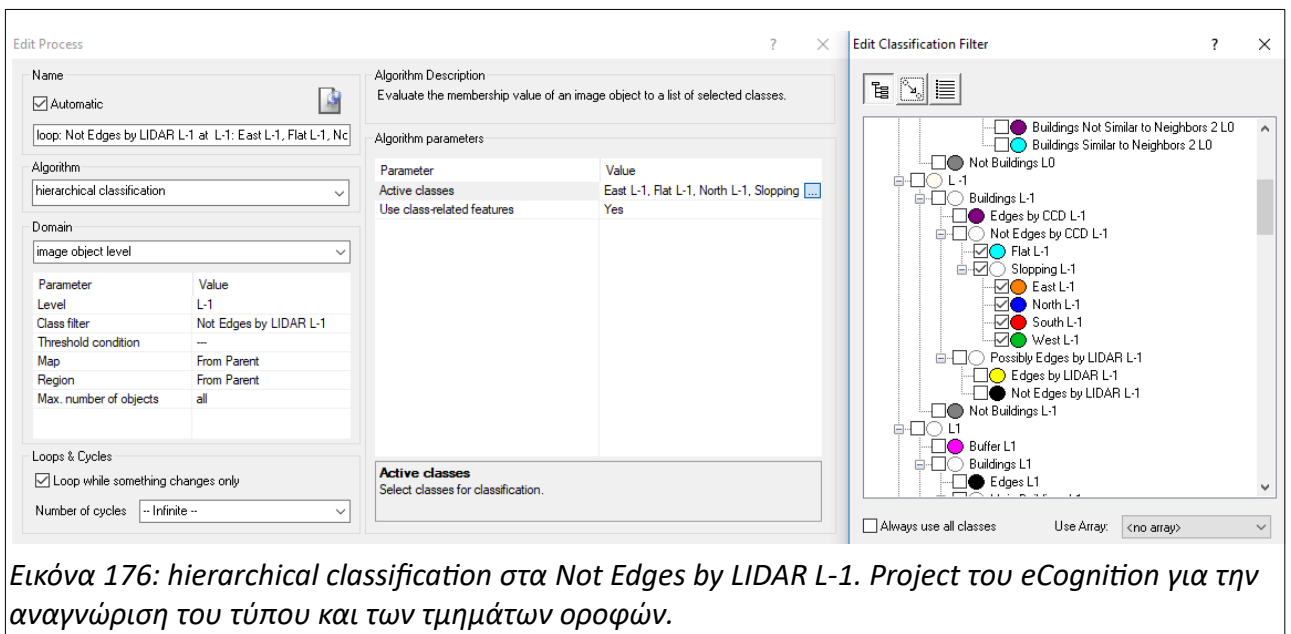 Edit Process
Name
Automatic
loop: Not Edges by LIDAR L-1 at L-1: East L-1, Flat L-1, Nc
Algorithm
hierarchical classification
Domain
image object level
Parameter Value
Level L-1
Class filter Not Edges by LIDAR L-1
Threshold condition ---
Map From Parent
Region From Parent
Max. number of objects all
Loops & Cycles
Loop while something changes only
Number of cycles -- Infinite --
Algorithm Description
Evaluate the membership value of an image object to a list of selected classes.
Algorithm parameters
Parameter Value
Active classes East L-1, Flat L-1, North L-1, Slopping ...
Use class-related features Yes
Active classes
Select classes for classification.
Edit Classification Filter
Buildings Not Similar to Neighbors 2 L0
Buildings Similar to Neighbors 2 L0
Not Buildings L0
L -1
Buildings L-1
Edges by CCD L-1
Not Edges by CCD L-1
Flat L-1
Slopping L-1
East L-1
North L-1
South L-1
West L-1
Possibly Edges by LIDAR L-1
Edges by LIDAR L-1
Not Edges by LIDAR L-1
Not Buildings L-1
L1
Buffer L1
Buildings L1
Edges L1
Always use all classes Use Array: <no array>
Εικόνα 176: hierarchical classification στα Not Edges by LIDAR L-1. Project του eCognition για την
αναγνώριση του τύπου και των τμημάτων οροφών.